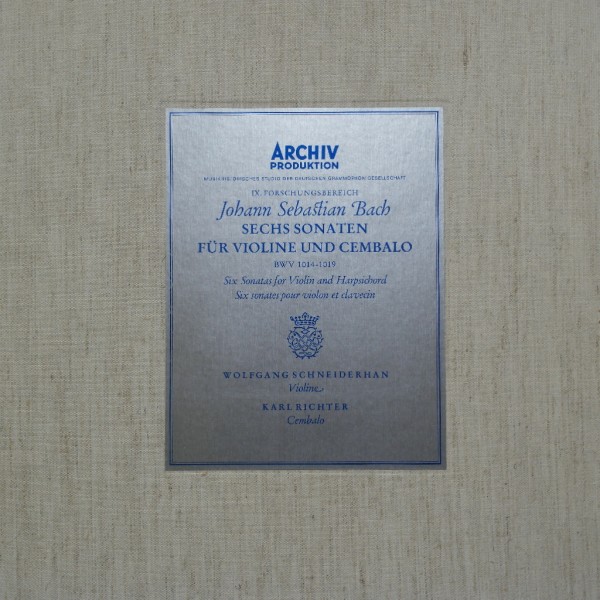 ARCHIV
PRODUKTION
MUSIKHISTORISCHES STUDIO DER DEUTSCHEN GRAMMOPHON GESELLSCHAFT
IX. FORSCHUNGSBEREICH
Johann Sebastian Bach
SECHS SONATEN
FÜR VIOLINE UND CEMBALO
BWV 1014-1019
Six Sonatas for Violin and Harpsichord
Six sonates pour violon et clavecin
WOLFGANG SCHNEIDERHAN
Violine
KARL RICHTER
Cembalo